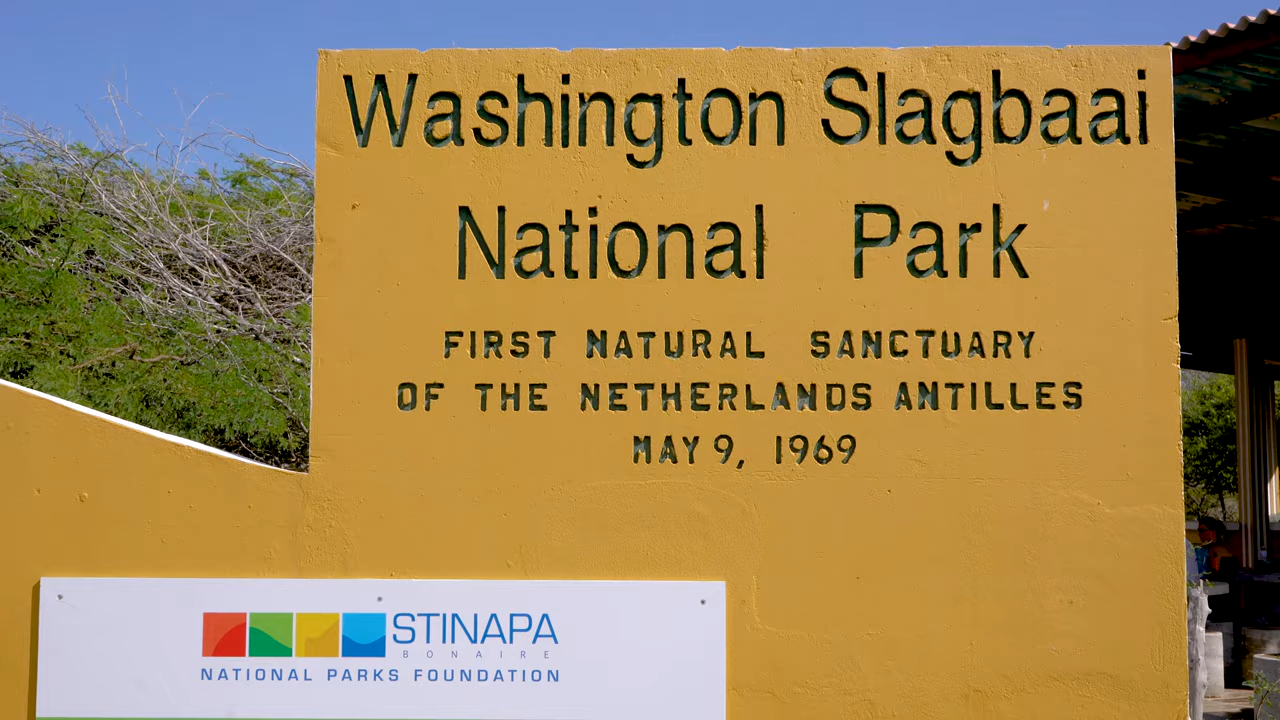 Washington Slagbaai
National Park
FIRST NATURAL SANCTUARY
OF THE NETHERLANDS ANTILLES
MAY 9, 1969
STINAPA
BONAIRE
NATIONAL PARKS FOUNDATION